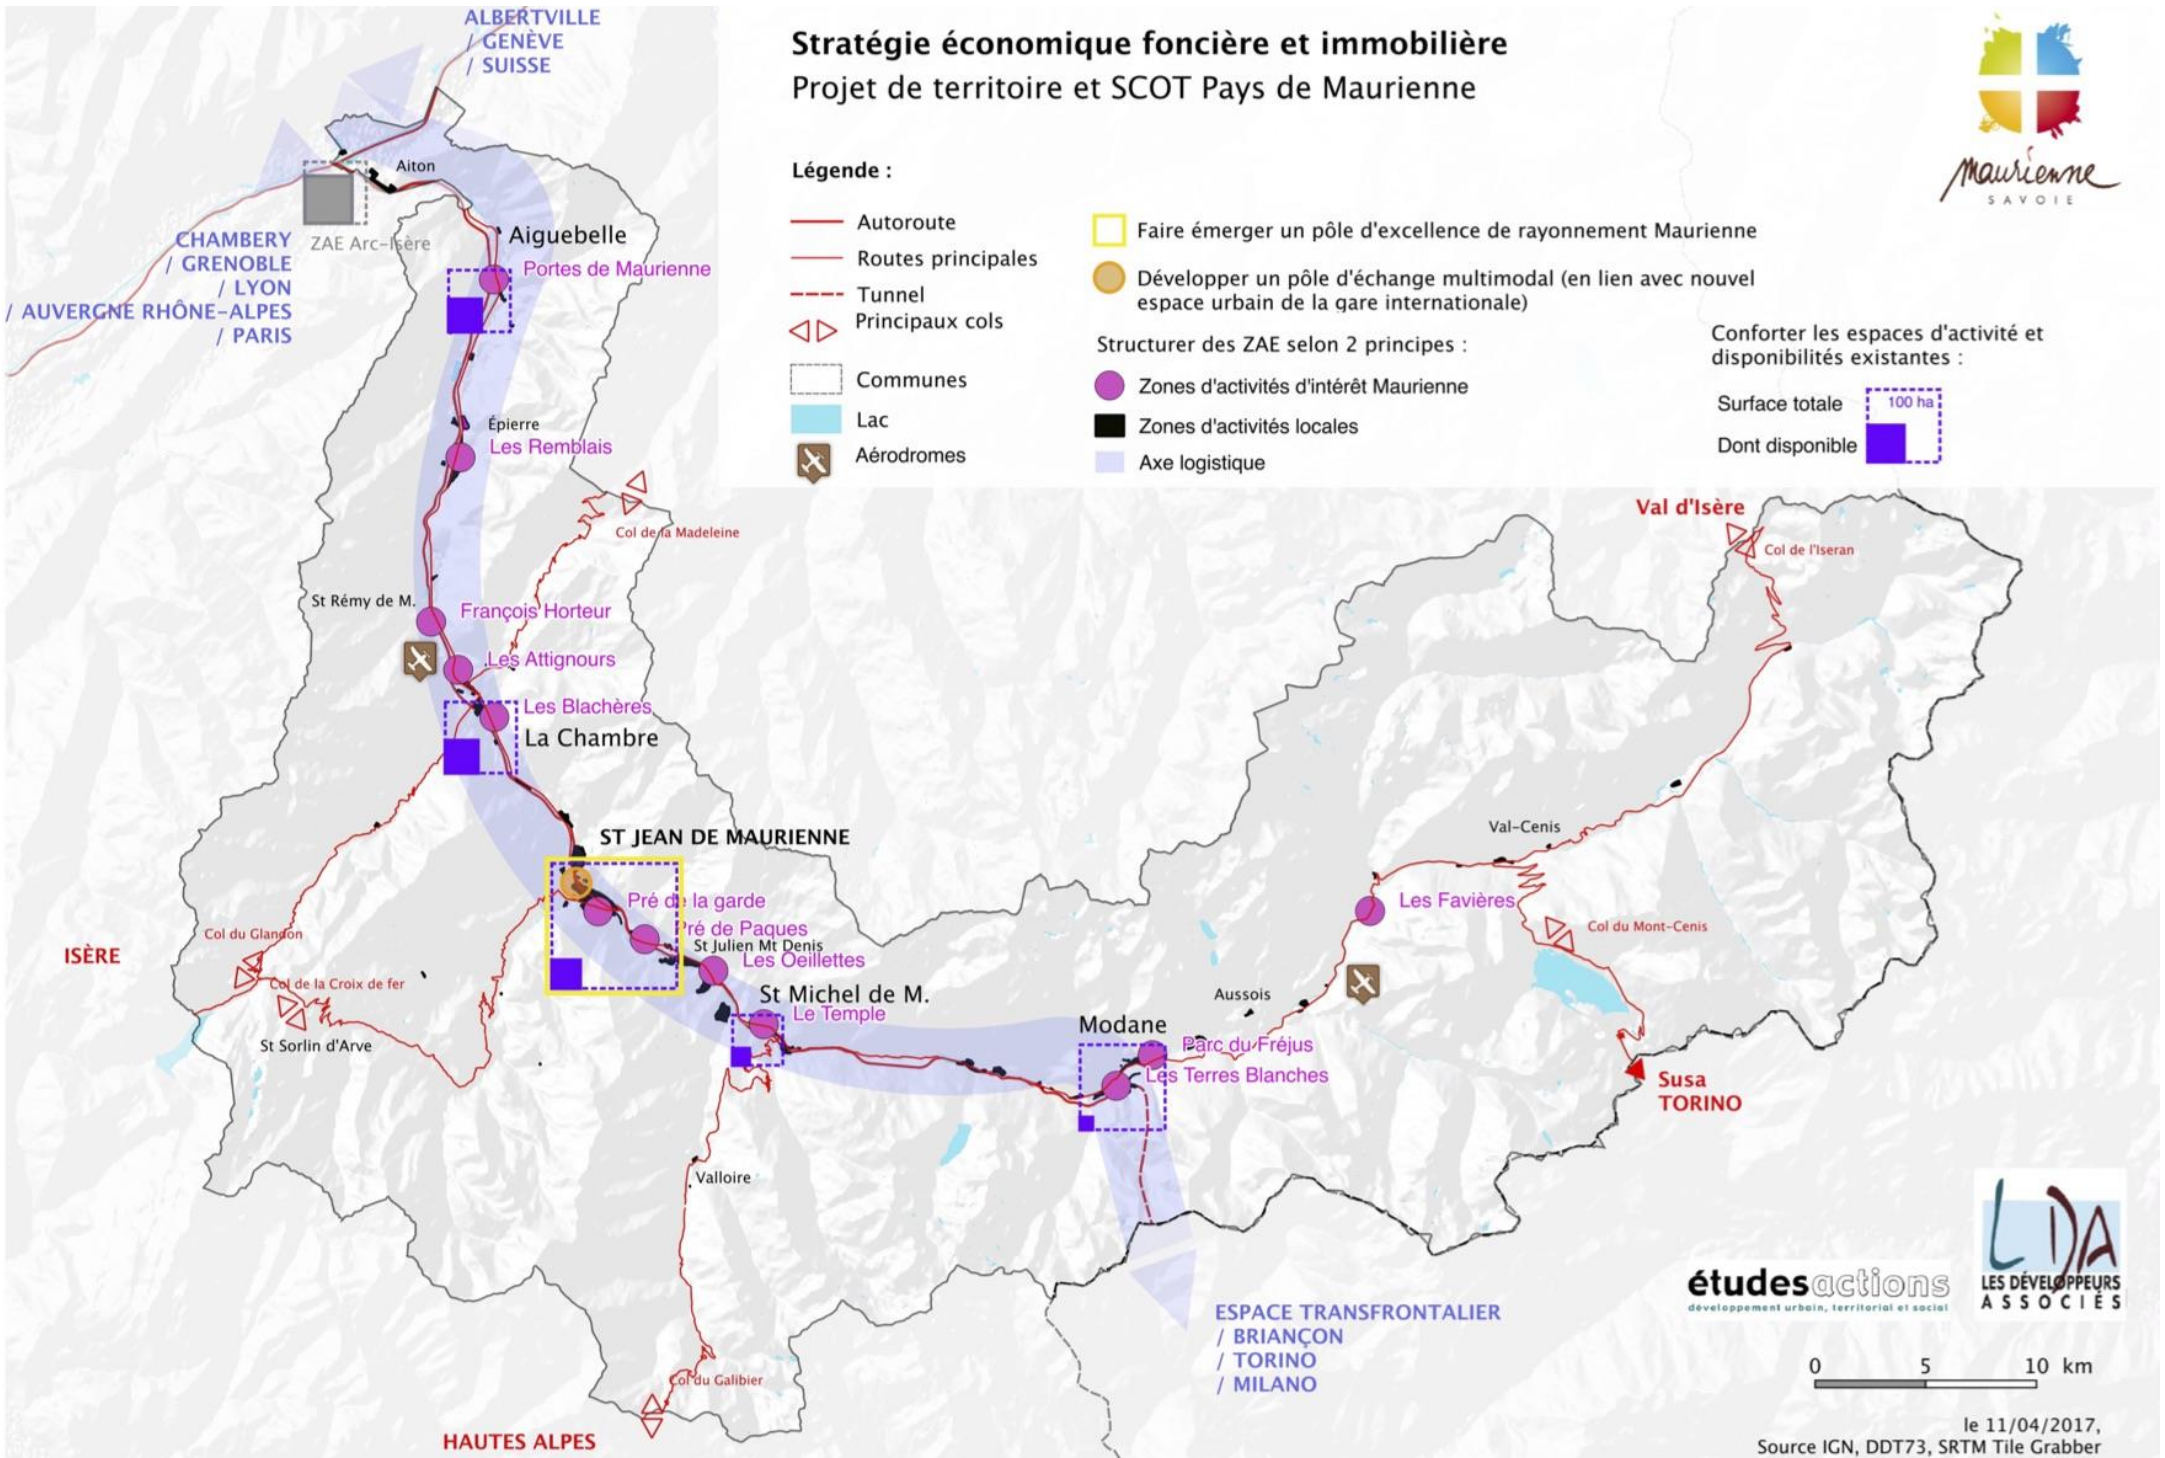 Stratégie économique foncière et immobilière
Projet de territoire et SCOT Pays de Maurienne
Maurienne
SAVOIE
Légende :
Autoroute
Routes principales
Tunnel
Principaux cols
Communes
Lac
Aérodromes
Faire émerger un pôle d'excellence de rayonnement Maurienne
Développer un pôle d'échange multimodal (en lien avec nouvel
espace urbain de la gare internationale)
Structurer des ZAE selon 2 principes :
Zones d'activités d'intérêt Maurienne
Zones d'activités locales
Axe logistique
Conforter les espaces d'activité et
disponibilités existantes :
Surface totale
100 ha
Dont disponible
ALBERTVILLE
/ GENÈVE
/ SUISSE
Aiton
ZAE Arc-Isère
CHAMBERY
/ GRENOBLE
/ LYON
/ AUVERGNE RHÔNE-ALPES
/ PARIS
Aiguebelle
Portes de Maurienne
Épierre
Les Remblais
Col de la Madeleine
St Rémy de M.
François Horteur
Les Attignours
Les Blachères
La Chambre
ST JEAN DE MAURIENNE
Pré de la garde
Pré de Paques
St Julien Mt Denis
Les Oeillettes
St Michel de M.
Le Temple
ISÈRE
Col du Glandon
Col de la Croix de fer
St Sorlin d'Arve
Valloire
Col du Galibier
HAUTES ALPES
Modane
Parc du Fréjus
Les Terres Blanches
Aussois
Les Favières
Val-Cenis
Col du Mont-Cenis
Val d'Isère
Col de l'Iseran
Susa
TORINO
ESPACE TRANSFRONTALIER
/ BRIANÇON
/ TORINO
/ MILANO
étudesactions
développement urbain, territorial et social
LDA
LES DÉVELOPPEURS
ASSOCIÉS
0 5 10 km
le 11/04/2017,
Source IGN, DDT73, SRTM Tile Grabber